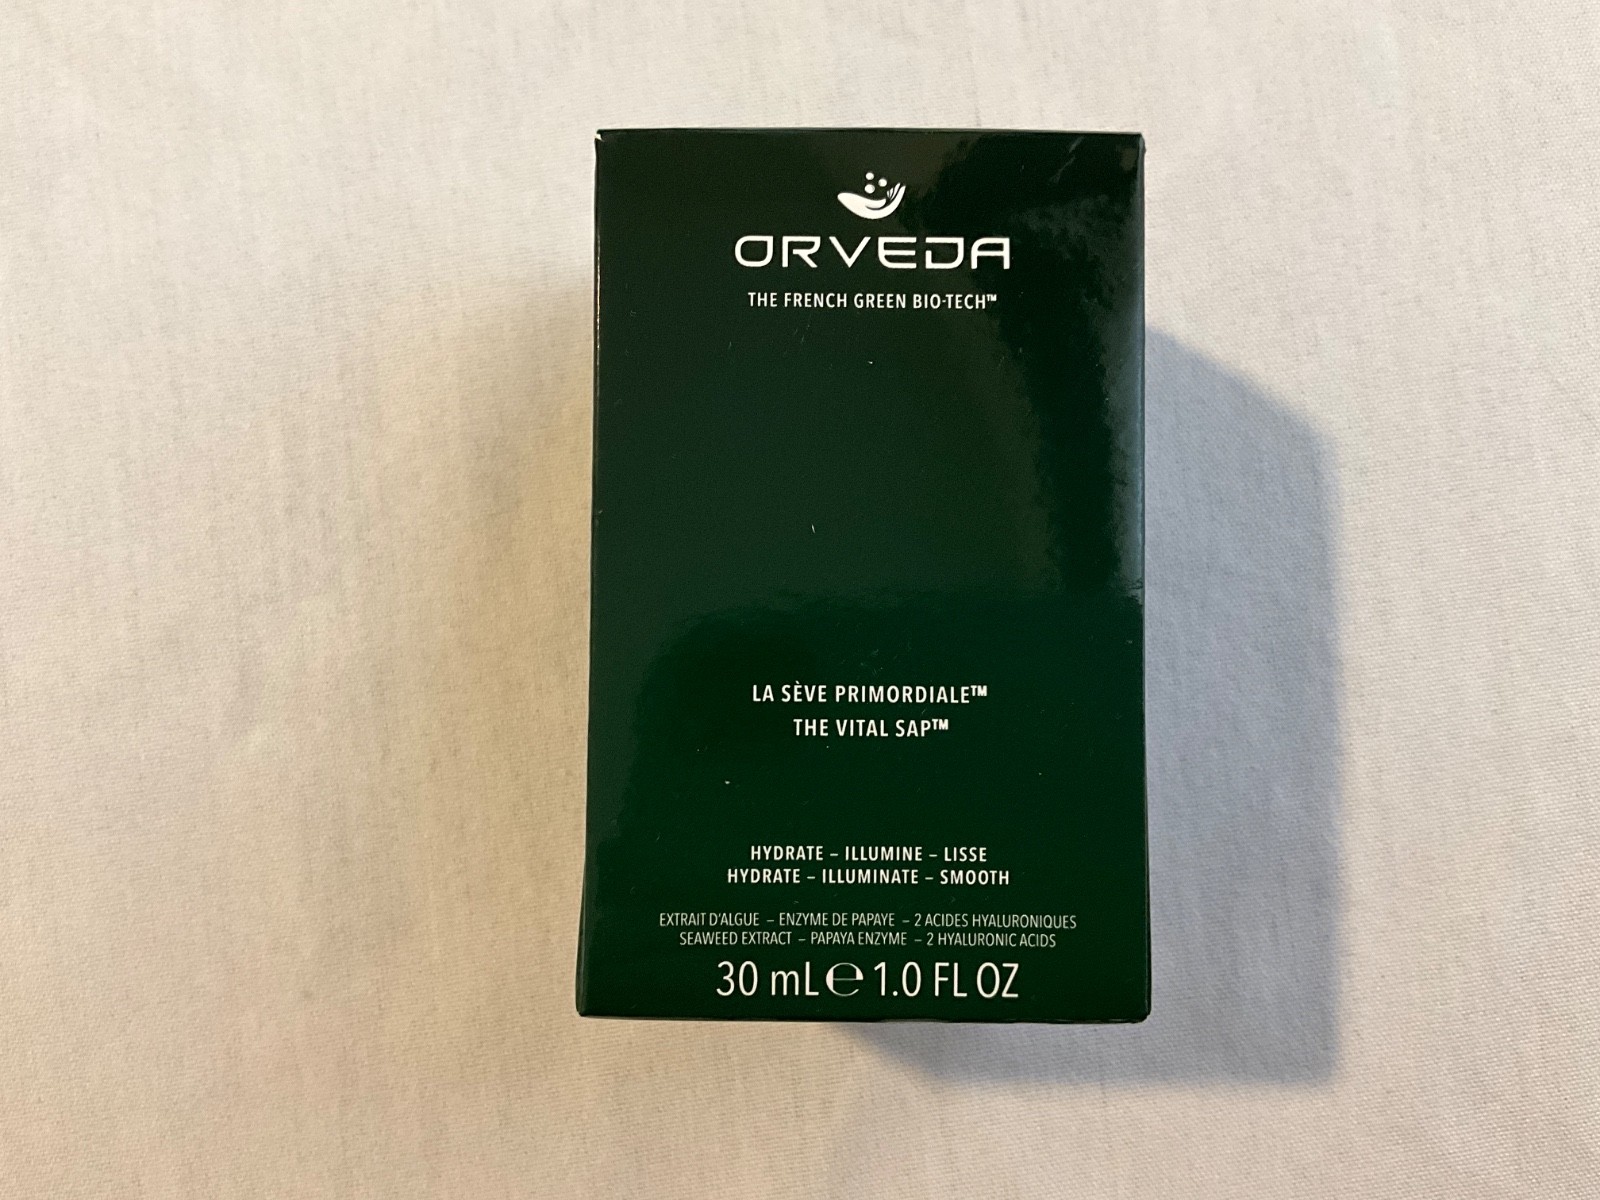 ORVEDA
THE FRENCH GREEN BIO-TECH™
LA SÈVE PRIMORDIALE™
THE VITAL SAP™
HYDRATE – ILLUMINE – LISSE
HYDRATE – ILLUMINATE – SMOOTH
EXTRAIT D'ALGUE – ENZYME DE PAPAYE – 2 ACIDES HYALURONIQUES
SEAWEED EXTRACT – PAPAYA ENZYME – 2 HYALURONIC ACIDS
30 mL ℮ 1.0 FL OZ